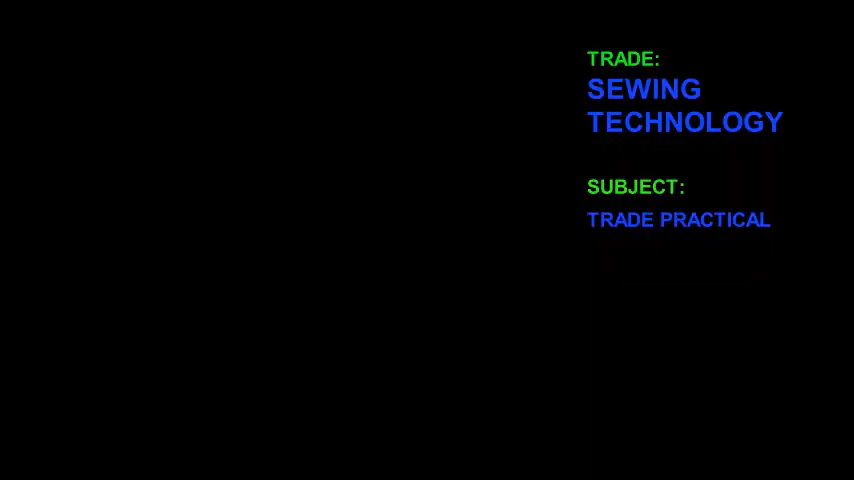 TRADE:
SEWING
TECHNOLOGY
SUBJECT:
TRADE PRACTICAL